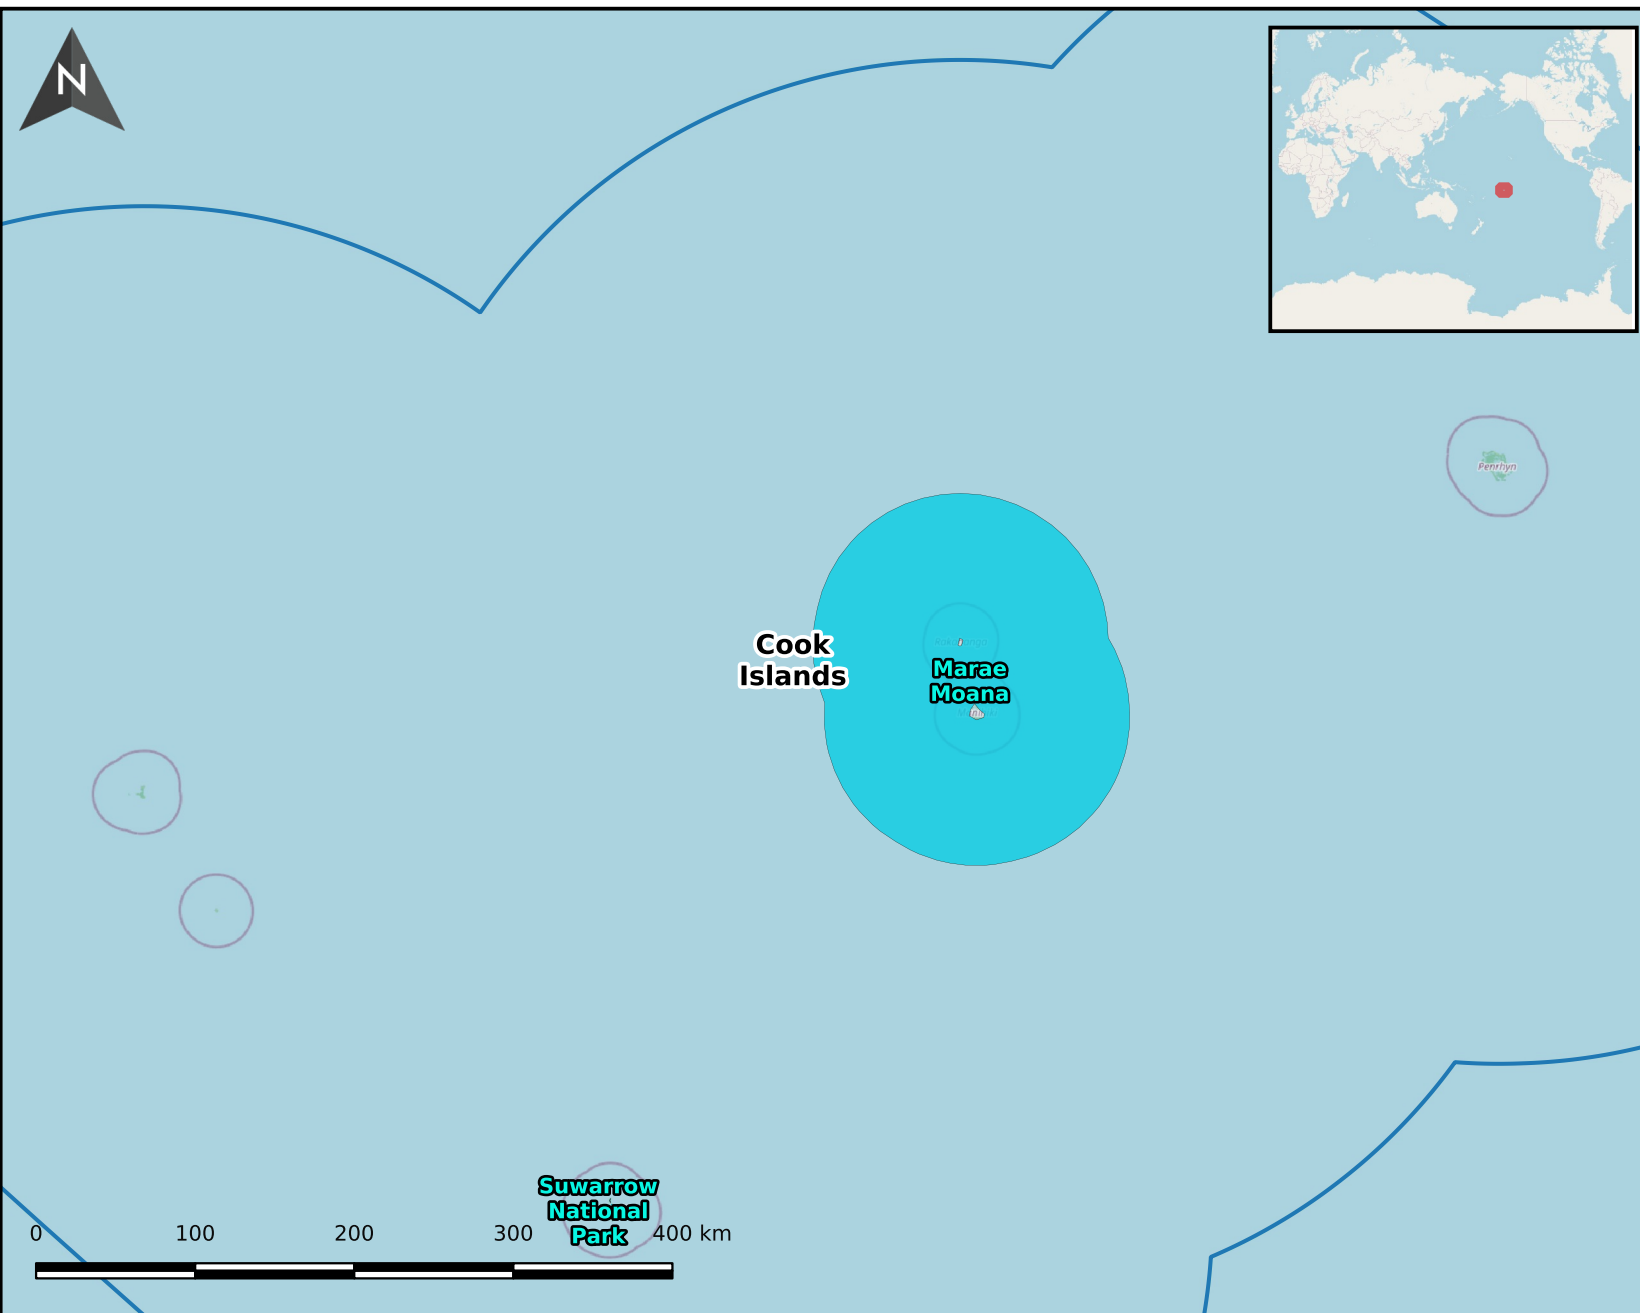 N
Penrhyn
Cook
Islands
Marae
Moana
Suwarrow
National
Park
0 100 200 300 400 km